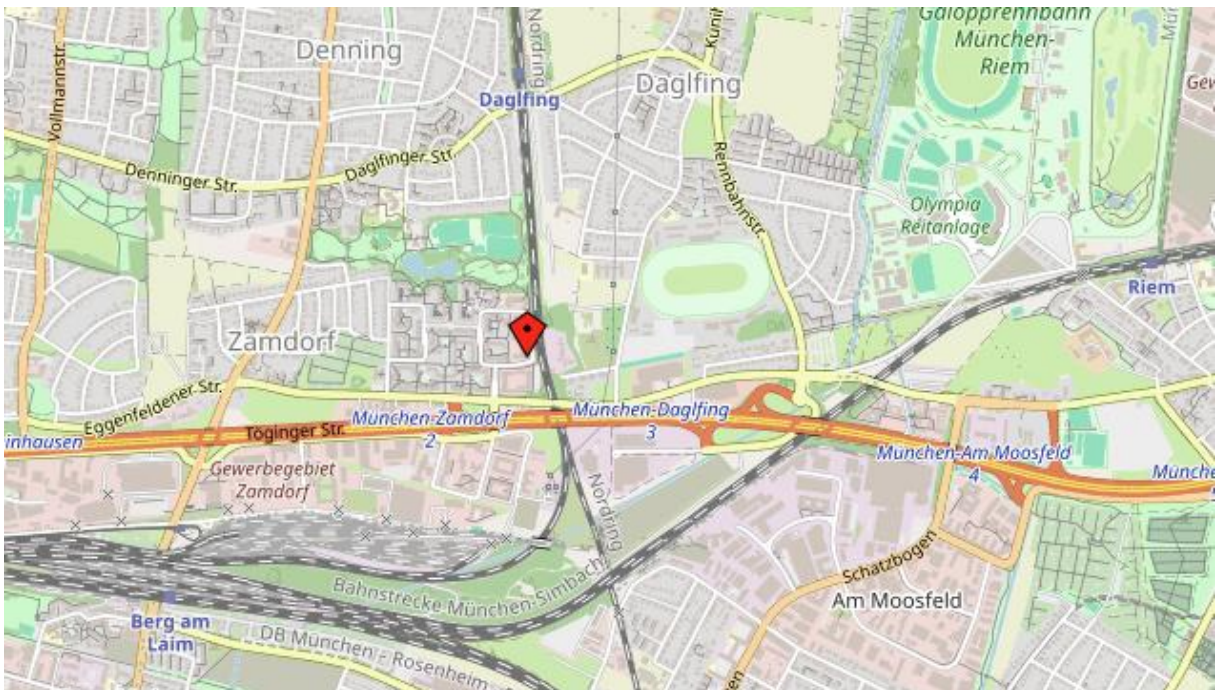 Galopprennbahn
München-
Riem
Nordring
Denning
Daglfing
Daglfing
Vollmannstr.
Daglfinger Str.
Denninger Str.
Rennbahnstr.
Olympia
Reitanlage
Riem
Zamdorf
Eggenfeldener Str.
München-Zamdorf
2
München-Daglfing
3
Töginger Str.
inhausen
München-Am Moosfeld
4
Münche
Gewerbegebiet
Zamdorf
Nordring
Schatzbogen
Bahnstrecke München-Simbach
Am Moosfeld
Berg am
Laim
DB München - Rosenheim